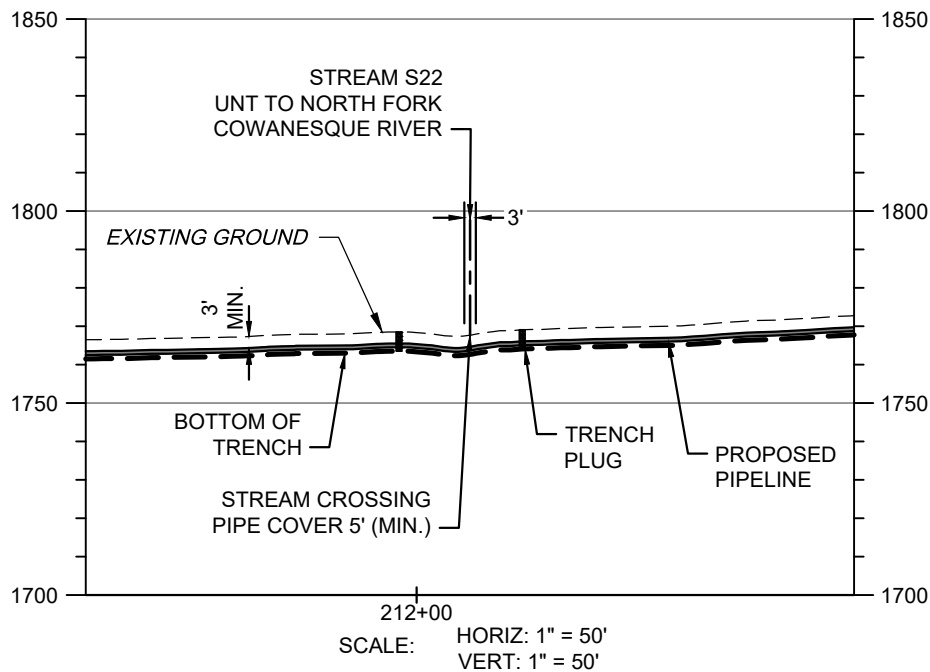 1850
1850
STREAM S22
UNT TO NORTH FORK
COWANESQUE RIVER
1800
1800
3'
EXISTING GROUND
3'
MIN.
1750
1750
BOTTOM OF
TRENCH
TRENCH
PLUG
PROPOSED
PIPELINE
STREAM CROSSING
PIPE COVER 5' (MIN.)
1700
1700
212+00
SCALE: HORIZ: 1" = 50'
VERT: 1" = 50'